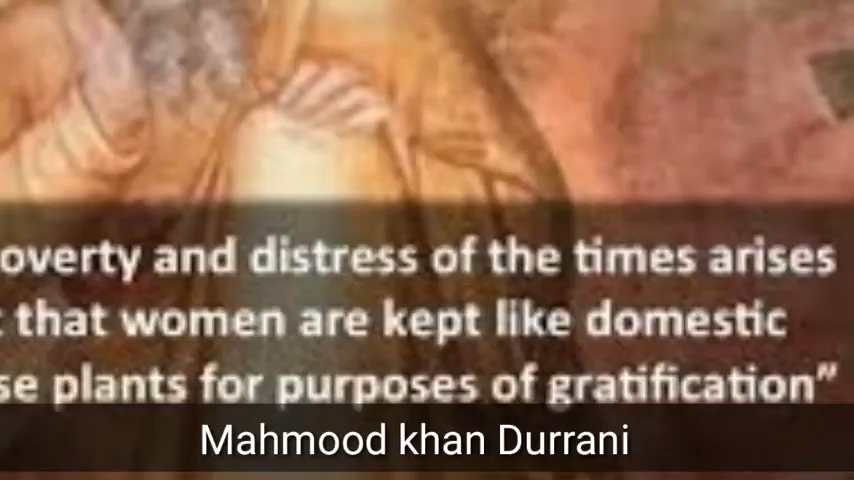 overty and distress of the times arises
that women are kept like domestic
se plants for purposes of gratification”
Mahmood khan Durrani